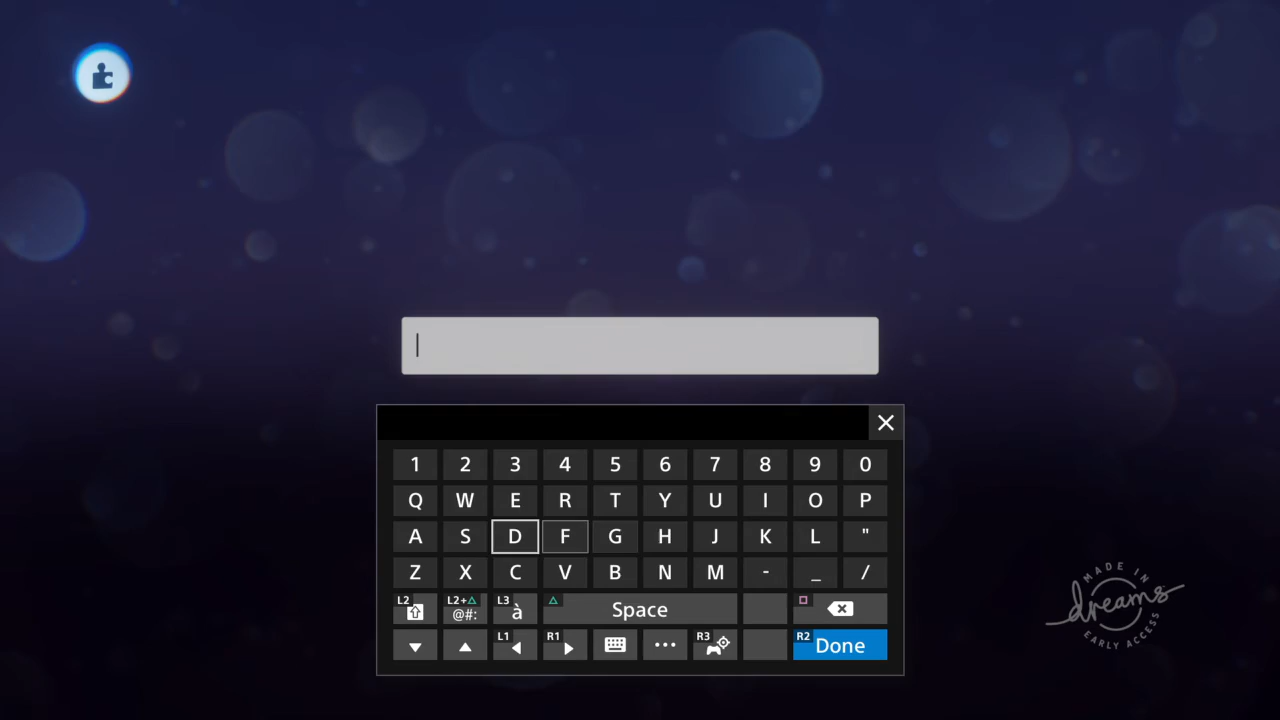 1 2 3 4 5 6 7 8 9 0
Q W E R T Y U I O P
A S D F G H J K L "
Z X C V B N M - _ /
L2 L2+△ @#: L3 à △ Space □
L1 R1 ... R3 R2 Done
MADE IN
dreams
EARLY ACCESS